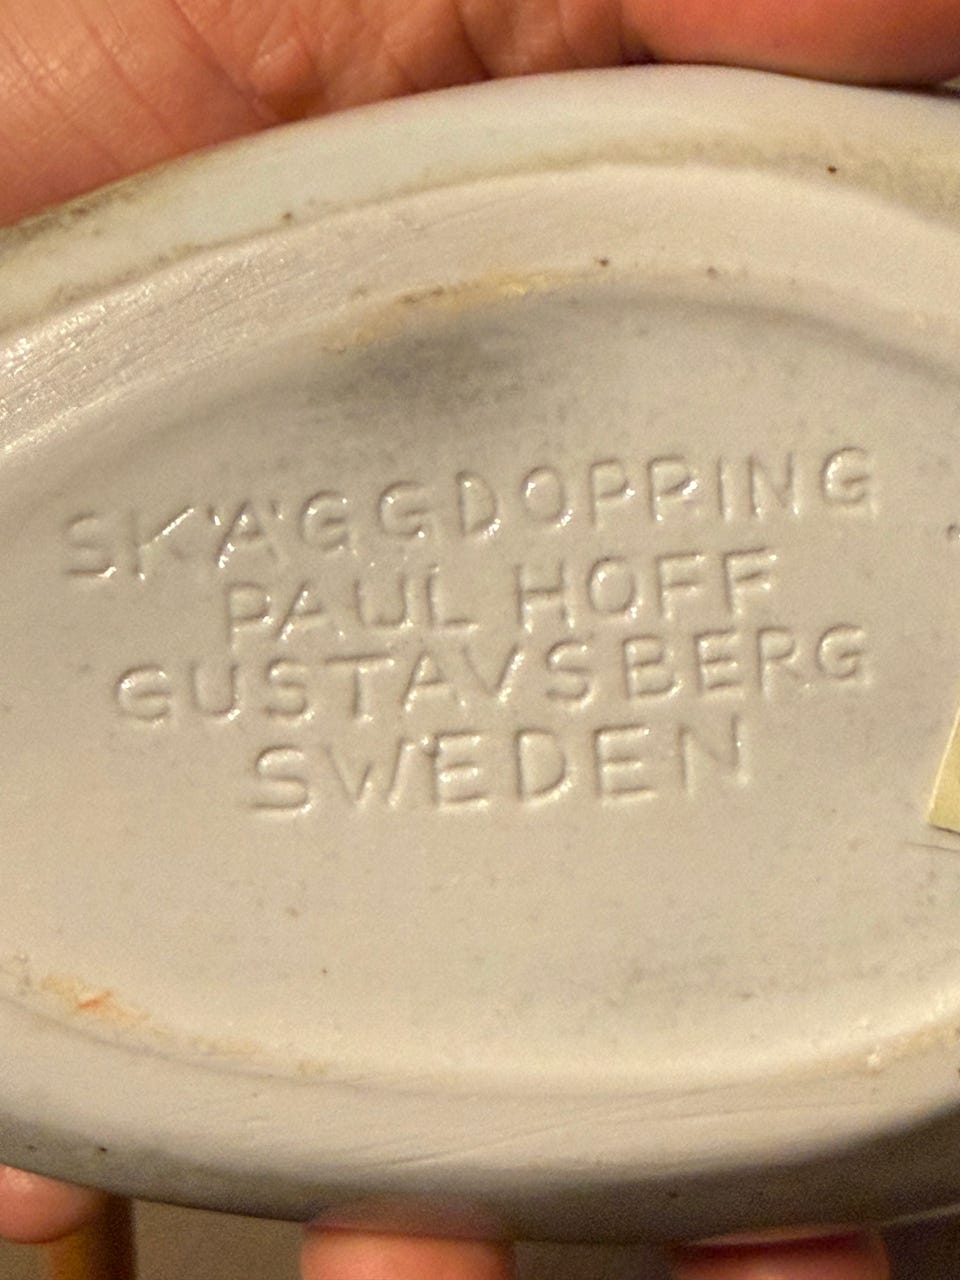 SKÄGGDOPPING
PAUL HOFF
GUSTAVSBERG
SWEDEN